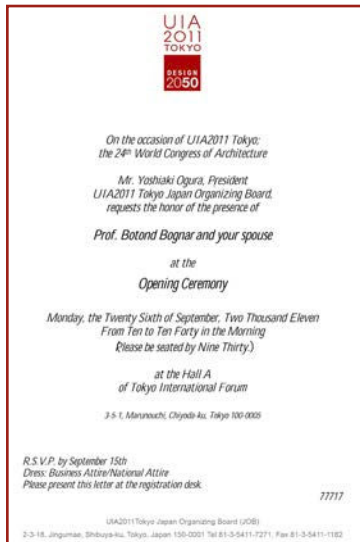 UIA
2011
TOKYO
DESIGN
2050
On the occasion of UIA2011 Tokyo;
the 24th World Congress of Architecture
Mr. Yoshiaki Ogura, President
UIA2011 Tokyo Japan Organizing Board,
requests the honor of the presence of
Prof. Botond Bognar and your spouse
at the
Opening Ceremony
Monday, the Twenty Sixth of September, Two Thousand Eleven
From Ten to Ten Forty in the Morning
(Please be seated by Nine Thirty.)
at the Hall A
of Tokyo International Forum
3-5-1, Marunouchi, Chiyoda-ku, Tokyo 100-0005
R.S.V.P. by September 15th
Dress: Business Attire/National Attire
Please present this letter at the registration desk.
77717
UIA2011Tokyo Japan Organizing Board (JOB)
2-3-18, Jingumae, Shibuya-ku, Tokyo, Japan 150-0001 Tel 81-3-5411-7271, Fax 81-3-5411-1182